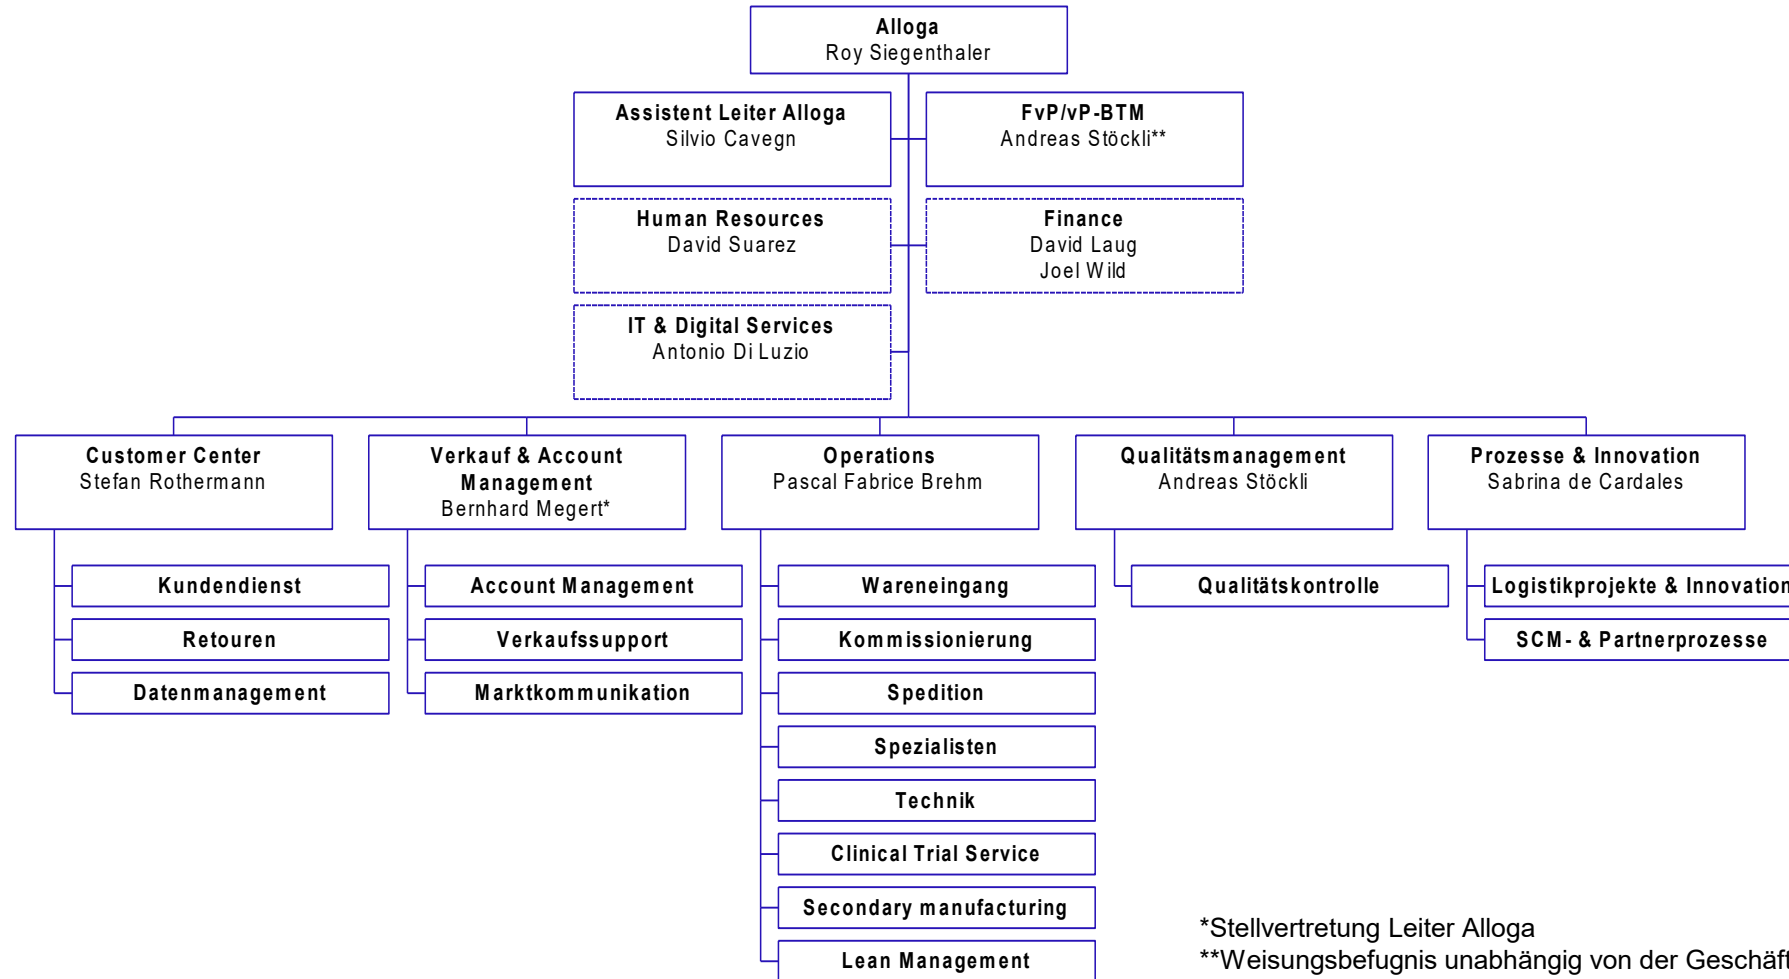 Alloga
Roy Siegenthaler
Assistent Leiter Alloga
Silvio Cavegn
FvP/vP-BTM
Andreas Stöckli**
Human Resources
David Suarez
Finance
David Laug
Joel Wild
IT & Digital Services
Antonio Di Luzio
Customer Center
Stefan Rothermann
Verkauf & Account
Management
Bernhard Megert*
Operations
Pascal Fabrice Brehm
Qualitätsmanagement
Andreas Stöckli
Prozesse & Innovation
Sabrina de Cardales
Kundendienst
Retouren
Datenmanagement
Account Management
Verkaufssupport
Marktkommunikation
Wareneingang
Kommissionierung
Spedition
Spezialisten
Technik
Clinical Trial Service
Secondary manufacturing
Lean Management
Qualitätskontrolle
Logistikprojekte & Innovation
SCM- & Partnerprozesse
*Stellvertretung Leiter Alloga
**Weisungsbefugnis unabhängig von der